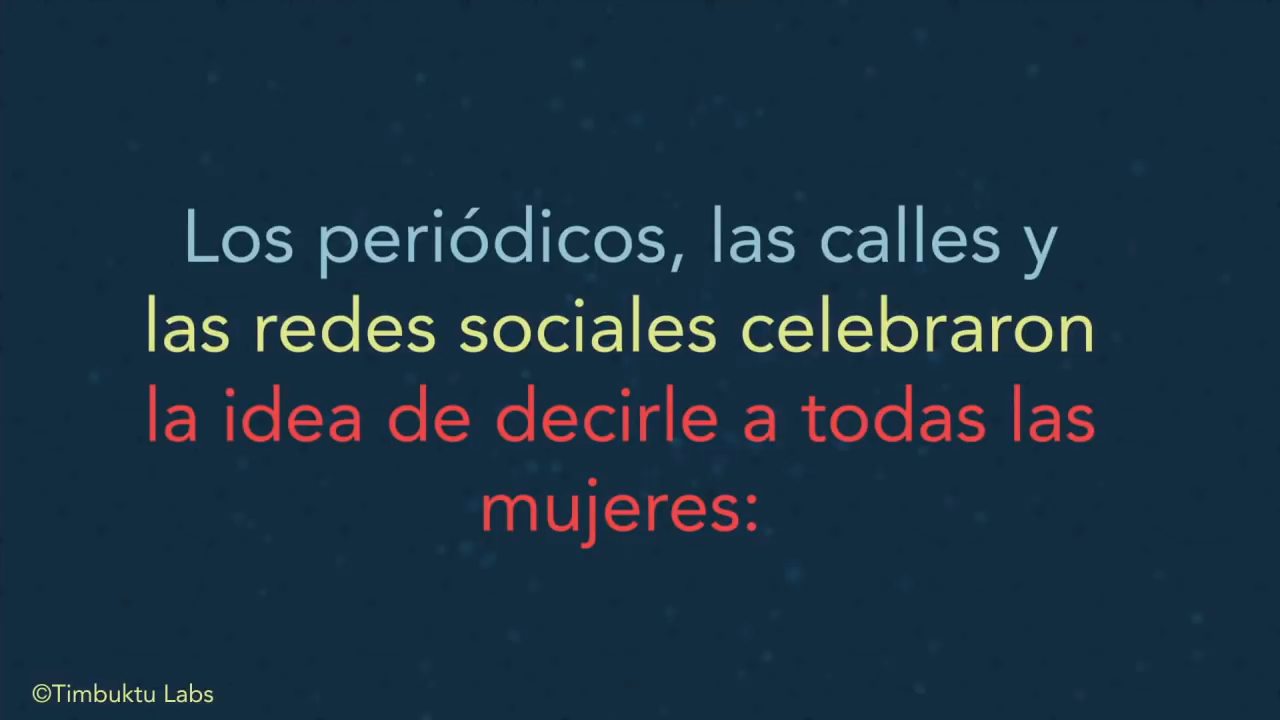 Los periódicos, las calles y
las redes sociales celebraron
la idea de decirle a todas las
mujeres:
©Timbuktu Labs